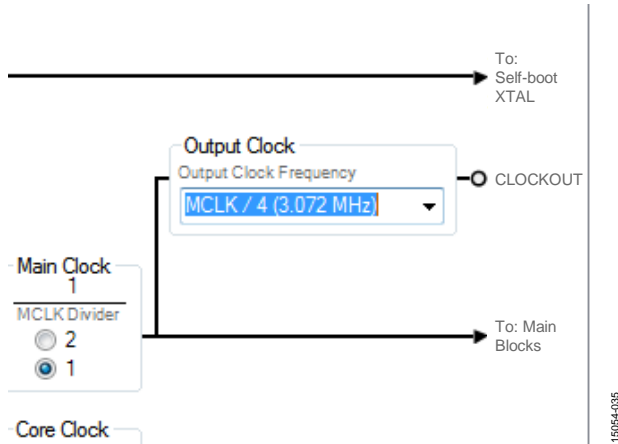 To:
Self-boot
XTAL
Output Clock
Output Clock Frequency
MCLK / 4 (3.072 MHz)
CLOCKOUT
Main Clock
1
MCLK Divider
2
1
To: Main
Blocks
Core Clock
15054-035